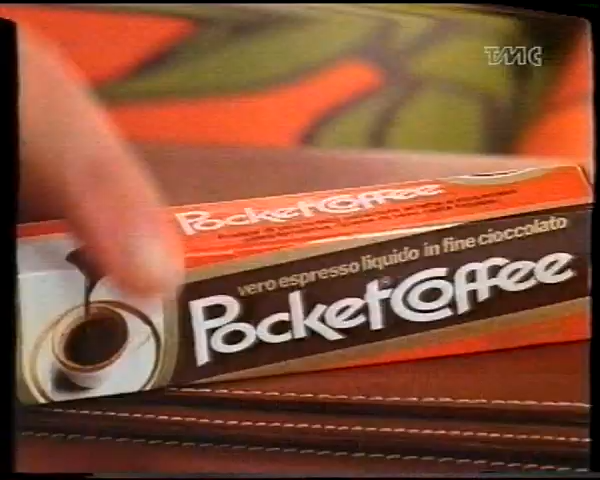 TMC
PocketCoffee
vero espresso liquido in fine cioccolato
PocketCoffee